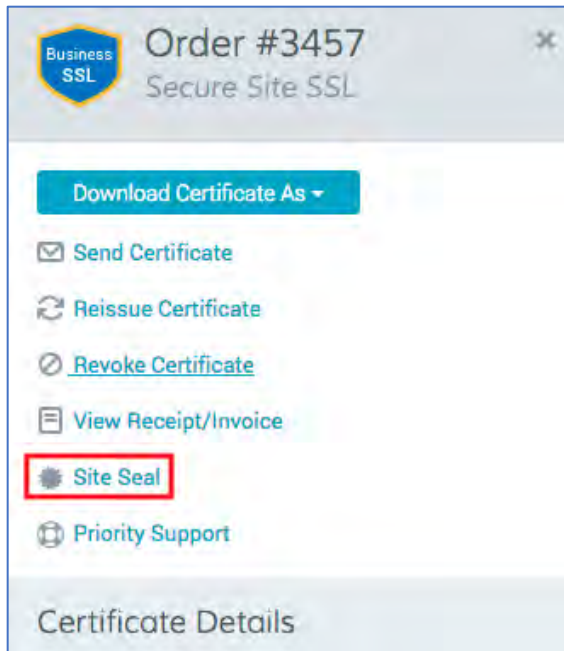 Business
SSL
Order #3457
Secure Site SSL
Download Certificate As
Send Certificate
Reissue Certificate
Revoke Certificate
View Receipt/Invoice
Site Seal
Priority Support
Certificate Details